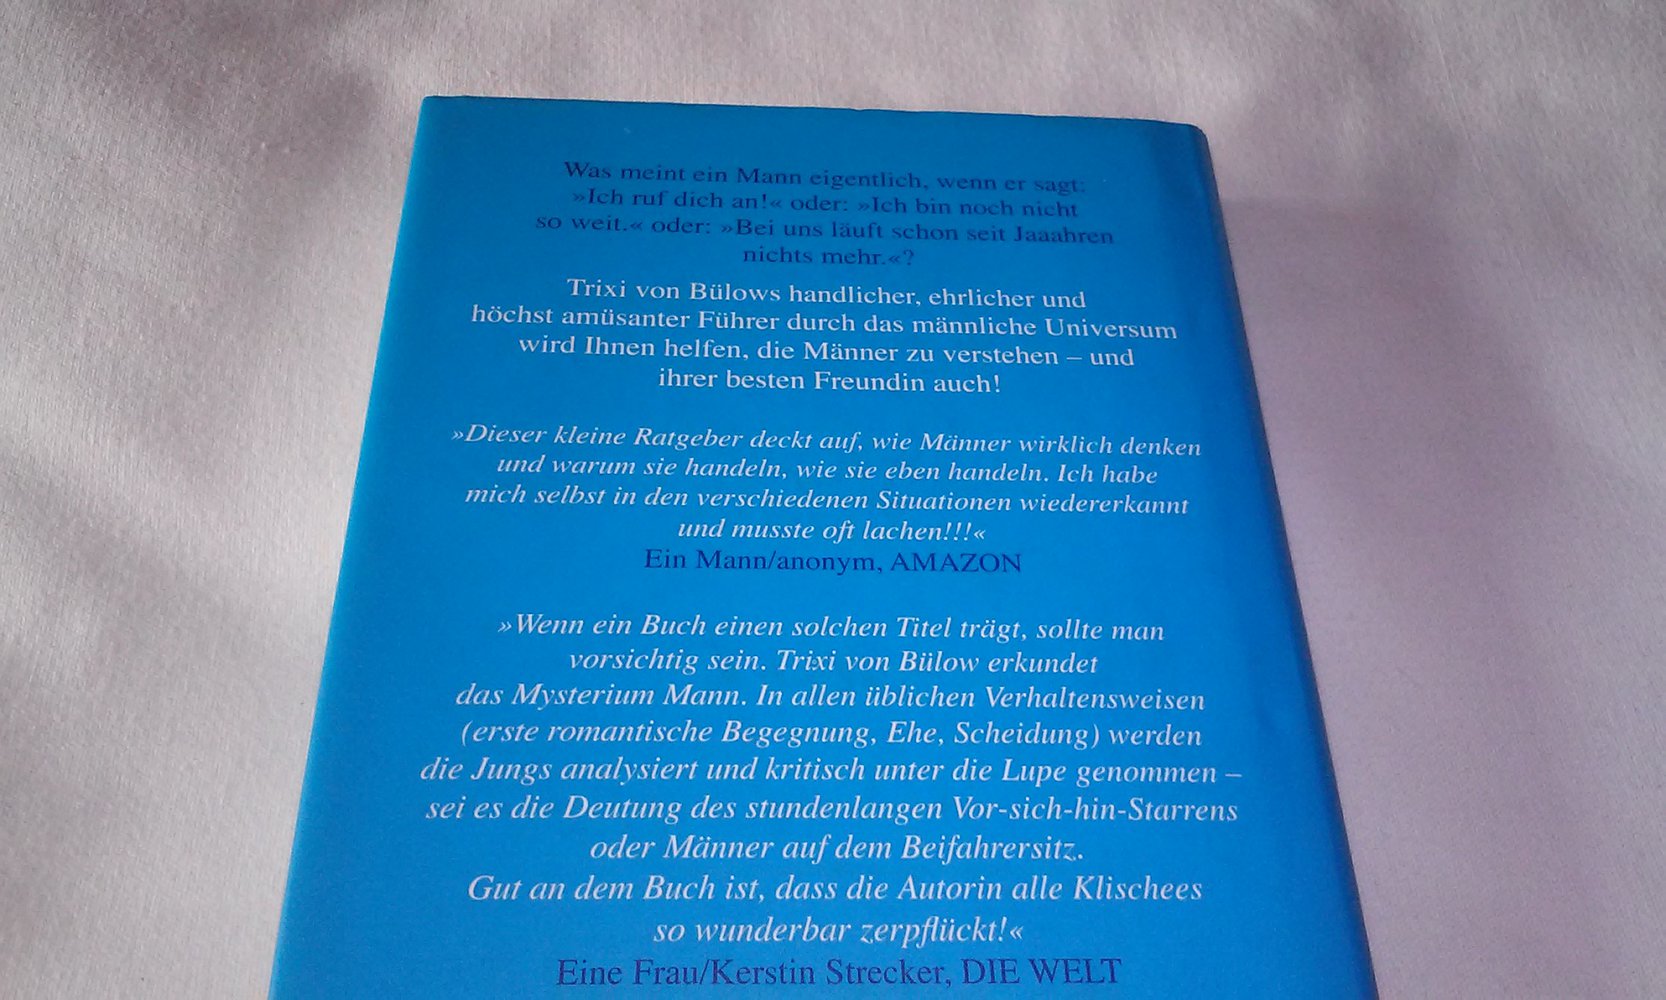 Was meint ein Mann eigentlich, wenn er sagt:
»Ich ruf dich an!« oder: »Ich bin noch nicht
so weit.« oder: »Bei uns läuft schon seit Jaaahren
nichts mehr.«?
Trixi von Bülows handlicher, ehrlicher und
höchst amüsanter Führer durch das männliche Universum
wird Ihnen helfen, die Männer zu verstehen – und
ihrer besten Freundin auch!
»Dieser kleine Ratgeber deckt auf, wie Männer wirklich denken
und warum sie handeln, wie sie eben handeln. Ich habe
mich selbst in den verschiedenen Situationen wiedererkannt
und musste oft lachen!!!«
Ein Mann/anonym, AMAZON
»Wenn ein Buch einen solchen Titel trägt, sollte man
vorsichtig sein. Trixi von Bülow erkundet
das Mysterium Mann. In allen üblichen Verhaltensweisen
(erste romantische Begegnung, Ehe, Scheidung) werden
die Jungs analysiert und kritisch unter die Lupe genommen –
sei es die Deutung des stundenlangen Vor-sich-hin-Starrens
oder Männer auf dem Beifahrersitz.
Gut an dem Buch ist, dass die Autorin alle Klischees
so wunderbar zerpflückt!«
Eine Frau/Kerstin Strecker, DIE WELT